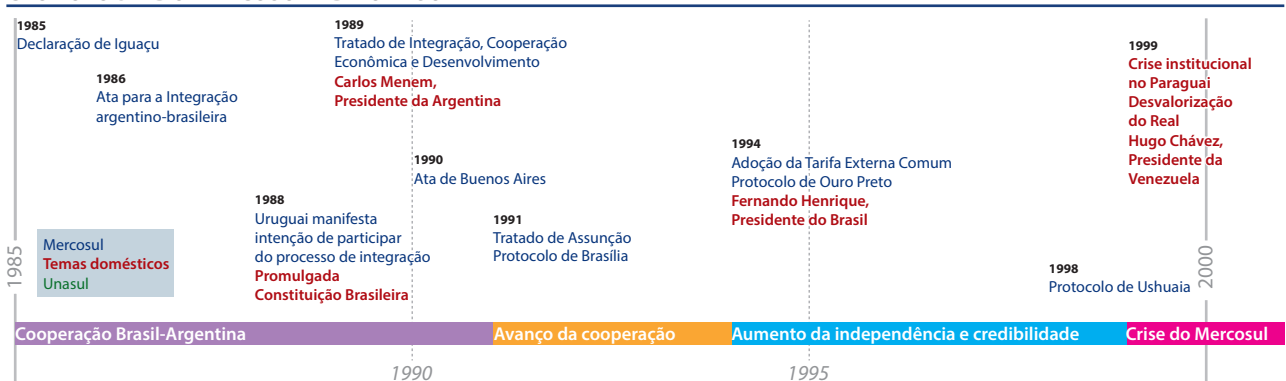 1985
Declaração de Iguaçu
1986
Ata para a Integração
argentino-brasileira
1988
Uruguai manifesta
intenção de participar
do processo de integração
Promulgada
Constituição Brasileira
1989
Tratado de Integração, Cooperação
Econômica e Desenvolvimento
Carlos Menem,
Presidente da Argentina
1990
Ata de Buenos Aires
1991
Tratado de Assunção
Protocolo de Brasília
1994
Adoção da Tarifa Externa Comum
Protocolo de Ouro Preto
Fernando Henrique,
Presidente do Brasil
1998
Protocolo de Ushuaia
1999
Crise institucional
no Paraguai
Desvalorização
do Real
Hugo Chávez,
Presidente da
Venezuela
Mercosul
Temas domésticos
Unasul
1985
2000
Cooperação Brasil-Argentina
Avanço da cooperação
Aumento da independência e credibilidade
Crise do Mercosul
1990
1995